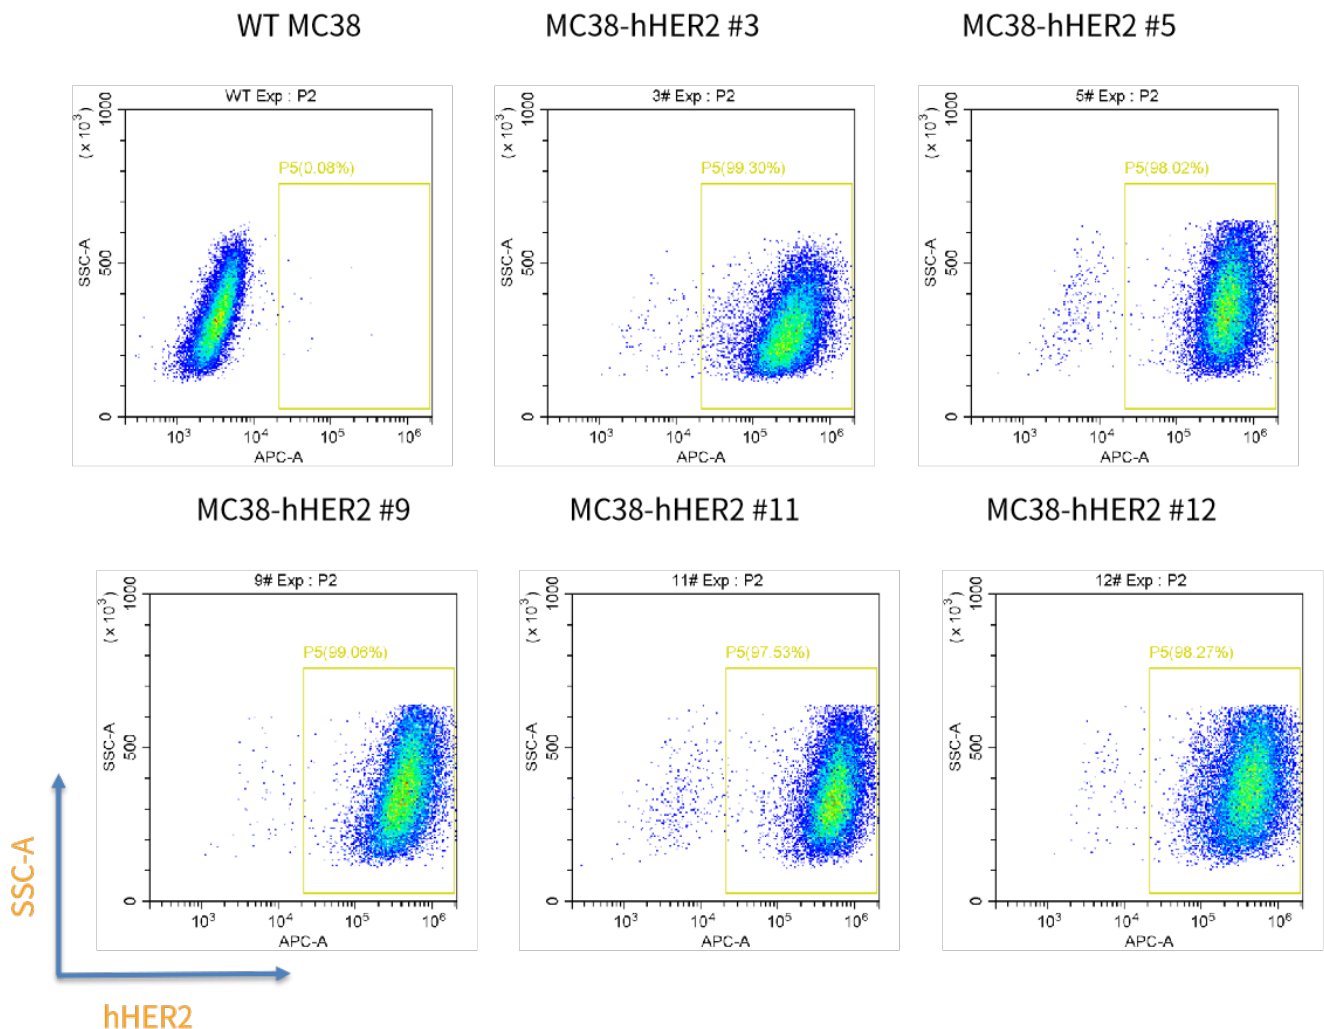 WT MC38
MC38-hHER2 #3
MC38-hHER2 #5
WT Exp : P2
3# Exp : P2
5# Exp : P2
(x 10³)
1000
500
0
SSC-A
P5(0.08%)
10³ 10⁴ 10⁵ 10⁶
APC-A
(x 10³)
1000
500
0
SSC-A
P5(99.30%)
10³ 10⁴ 10⁵ 10⁶
APC-A
(x 10³)
1000
500
0
SSC-A
P5(98.02%)
10³ 10⁴ 10⁵ 10⁶
APC-A
MC38-hHER2 #9
MC38-hHER2 #11
MC38-hHER2 #12
9# Exp : P2
11# Exp : P2
12# Exp : P2
(x 10³)
1000
500
0
SSC-A
P5(99.06%)
10³ 10⁴ 10⁵ 10⁶
APC-A
(x 10³)
1000
500
0
SSC-A
P5(97.53%)
10³ 10⁴ 10⁵ 10⁶
APC-A
(x 10³)
1000
500
0
SSC-A
P5(98.27%)
10³ 10⁴ 10⁵ 10⁶
APC-A
SSC-A
hHER2